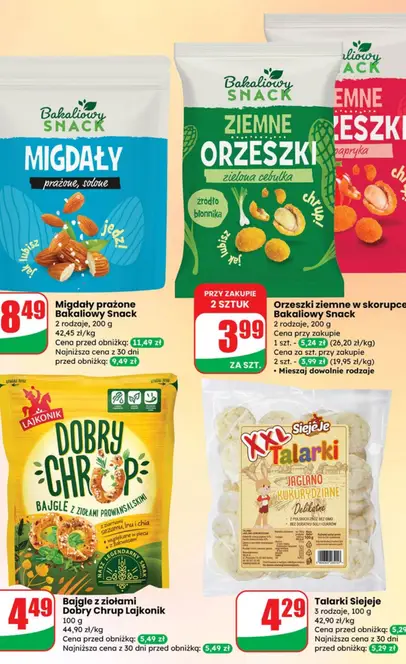 Bakaliowy
SNACK
MIGDAŁY
prażone, solone
jak lubisz
jedz!
Bakaliowy
SNACK
ZIEMNE
ORZESZKI
zielona cebulka
źródło
błonnika
jak lubisz
chrup!
Bakaliowy
SNACK
papryka
8 49
Migdały prażone
Bakaliowy Snack
2 rodzaje, 200 g
42,45 zł/kg
Cena przed obniżką: 11,49 zł
Najniższa cena z 30 dni
przed obniżką: 9,49 zł
PRZY ZAKUPIE
2 SZTUK
3 99
ZA SZT.
Orzeszki ziemne w skorupce
Bakaliowy Snack
2 rodzaje, 200 g
Cena przy zakupie
1 szt. - 5,24 zł (26,20 zł/kg)
Cena za szt. przy zakupie
2 szt. - 3,99 zł (19,95 zł/kg)
• Mieszaj dowolnie rodzaje
LAJKONIK
DOBRY
CHRUP
BAJGLE Z ZIOŁAMI PROWANSALSKIMI
z ziarnami
sezamu, lnu i chia
4 49
Bajgle z ziołami
Dobry Chrup Lajkonik
100 g
44,90 zł/kg
Cena przed obniżką: 5,49 zł
Najniższa cena z 30 dni przed obniżką: 5,49 zł
SiejeJe
XXL
Talarki
JAGLANO
KUKURYDZIANE
Delikatne
100 g
4 29
Talarki Siejeje
3 rodzaje, 100 g
42,90 zł/kg
Cena przed obniżką:
Najniższa cena z 30 dni
przed obniżką: 5,29 zł